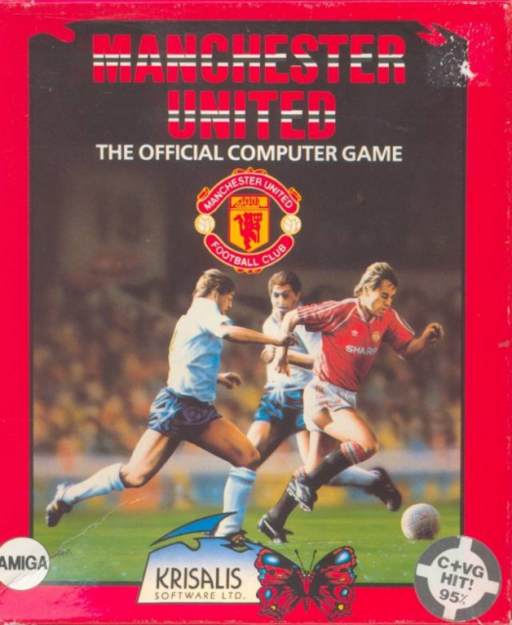 MANCHESTER
UNITED
THE OFFICIAL COMPUTER GAME
MANCHESTER UNITED
FOOTBALL CLUB
SHARP
AMIGA
KRISALIS
SOFTWARE LTD.
C+VG
HIT!
95%